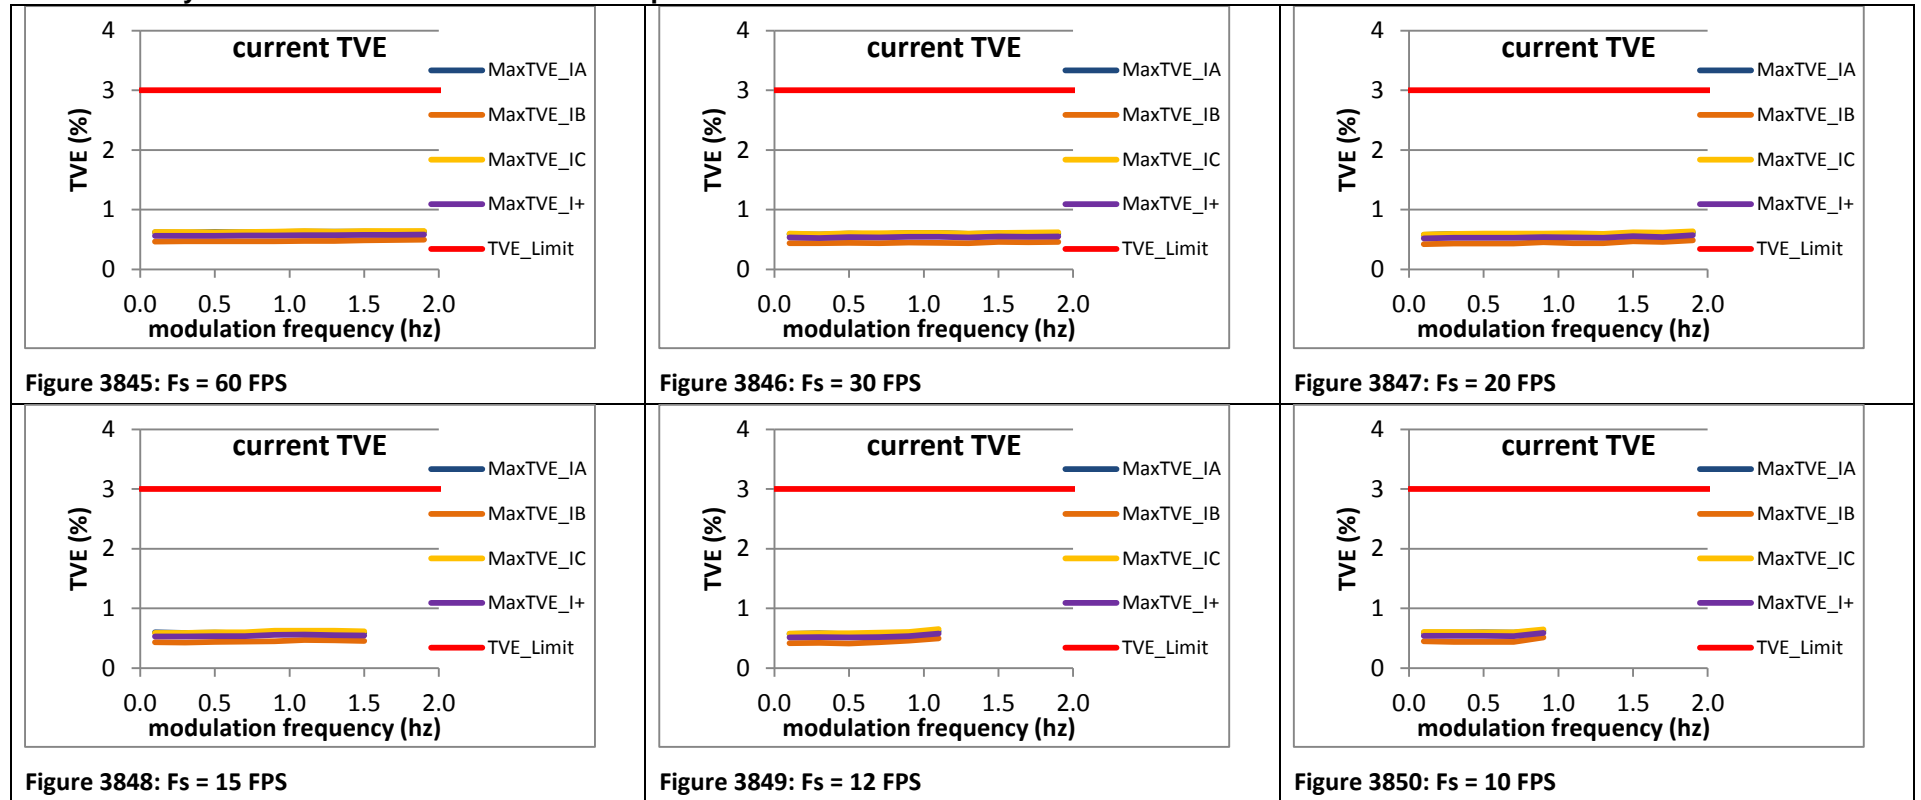 current TVE
4
3
2
1
0
TVE (%)
0.0 0.5 1.0 1.5 2.0
modulation frequency (hz)
MaxTVE_IA
MaxTVE_IB
MaxTVE_IC
MaxTVE_I+
TVE_Limit
Figure 3845: Fs = 60 FPS
current TVE
4
3
2
1
0
TVE (%)
0.0 0.5 1.0 1.5 2.0
modulation frequency (hz)
MaxTVE_IA
MaxTVE_IB
MaxTVE_IC
MaxTVE_I+
TVE_Limit
Figure 3846: Fs = 30 FPS
current TVE
4
3
2
1
0
TVE (%)
0.0 0.5 1.0 1.5 2.0
modulation frequency (hz)
MaxTVE_IA
MaxTVE_IB
MaxTVE_IC
MaxTVE_I+
TVE_Limit
Figure 3847: Fs = 20 FPS
current TVE
4
3
2
1
0
TVE (%)
0.0 0.5 1.0 1.5 2.0
modulation frequency (hz)
MaxTVE_IA
MaxTVE_IB
MaxTVE_IC
MaxTVE_I+
TVE_Limit
Figure 3848: Fs = 15 FPS
current TVE
4
3
2
1
0
TVE (%)
0.0 0.5 1.0 1.5 2.0
modulation frequency (hz)
MaxTVE_IA
MaxTVE_IB
MaxTVE_IC
MaxTVE_I+
TVE_Limit
Figure 3849: Fs = 12 FPS
current TVE
4
3
2
1
0
TVE (%)
0.0 0.5 1.0 1.5 2.0
modulation frequency (hz)
MaxTVE_IA
MaxTVE_IB
MaxTVE_IC
MaxTVE_I+
TVE_Limit
Figure 3850: Fs = 10 FPS